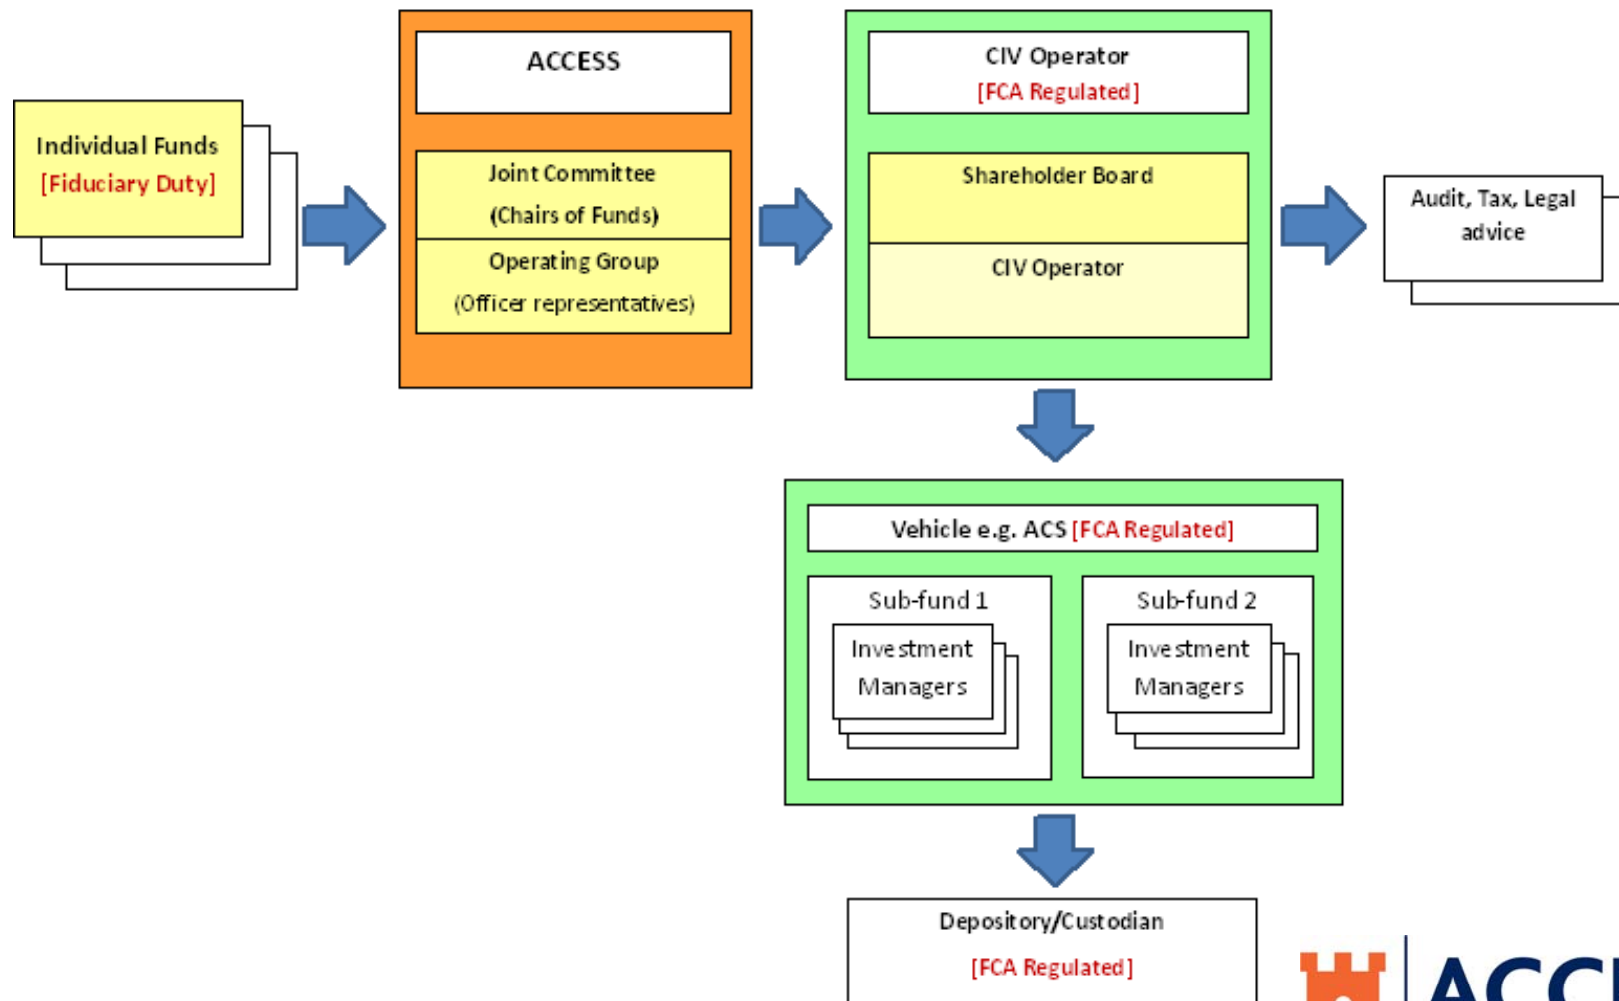 Individual Funds
[Fiduciary Duty]
ACCESS
Joint Committee
(Chairs of Funds)
Operating Group
(Officer representatives)
CIV Operator
[FCA Regulated]
Shareholder Board
CIV Operator
Audit, Tax, Legal
advice
Vehicle e.g. ACS [FCA Regulated]
Sub-fund 1
Investment
Managers
Sub-fund 2
Investment
Managers
Depository/Custodian
[FCA Regulated]